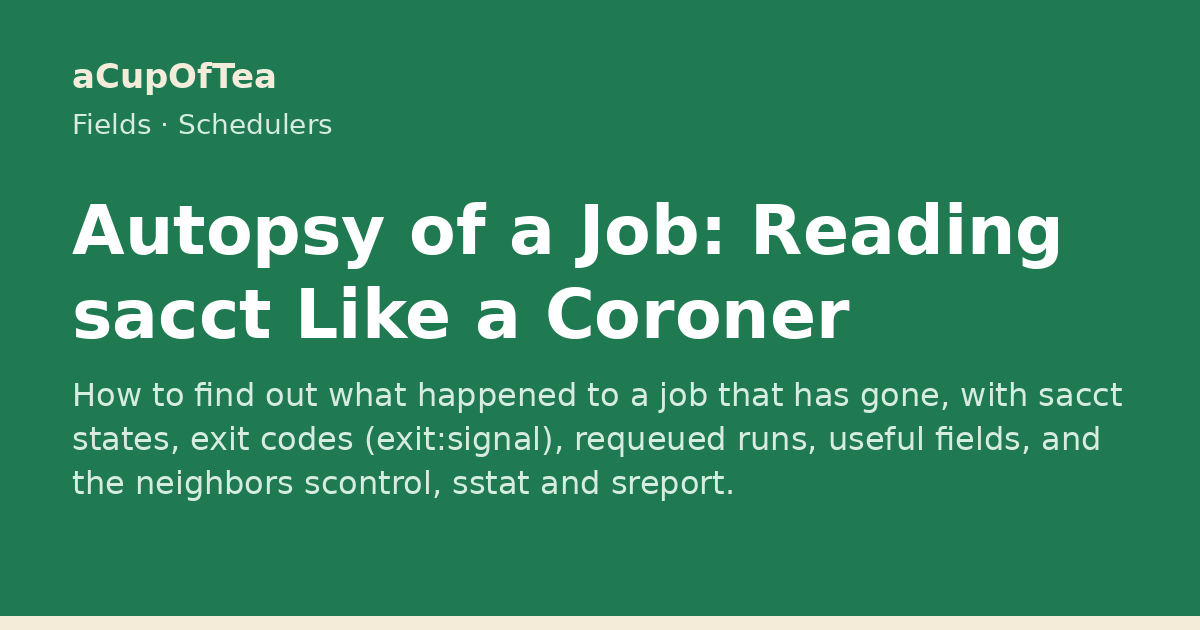 aCupOfTea
Fields · Schedulers
Autopsy of a Job: Reading
sacct Like a Coroner
How to find out what happened to a job that has gone, with sacct
states, exit codes (exit:signal), requeued runs, useful fields, and
the neighbors scontrol, sstat and sreport.